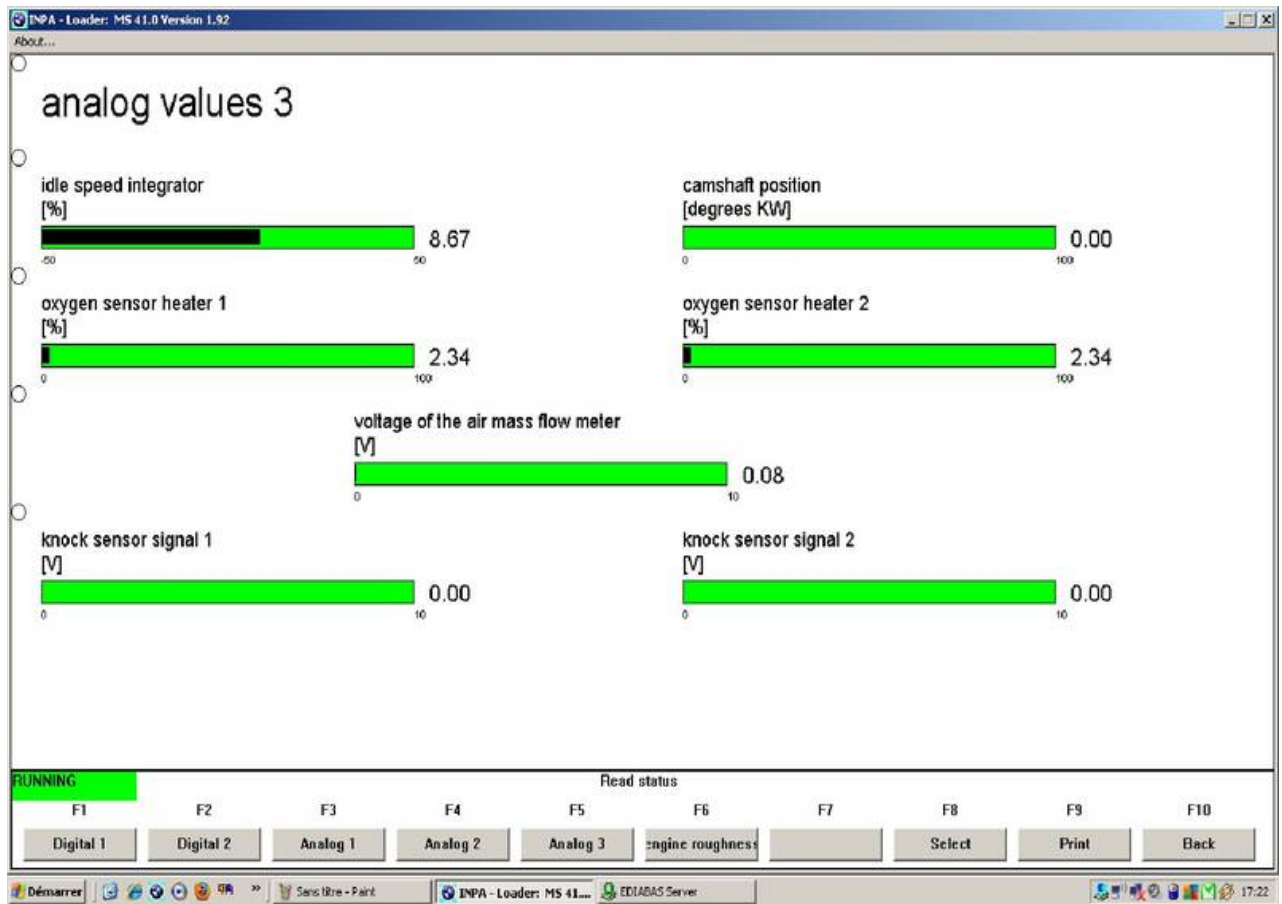 INPA - Loader: MS 41.0 Version 1.92
About...
analog values 3
idle speed integrator
[%]
8.67
-50 50
camshaft position
[degrees KW]
0.00
0 100
oxygen sensor heater 1
[%]
2.34
0 100
oxygen sensor heater 2
[%]
2.34
0 100
voltage of the air mass flow meter
[V]
0.08
0 10
knock sensor signal 1
[V]
0.00
0 10
knock sensor signal 2
[V]
0.00
0 10
RUNNING Read status
F1 F2 F3 F4 F5 F6 F7 F8 F9 F10
Digital 1 Digital 2 Analog 1 Analog 2 Analog 3 engine roughness Select Print Back
Démarrer » Sans titre - Paint INPA - Loader: MS 41.... EDIABAS Server 17:22